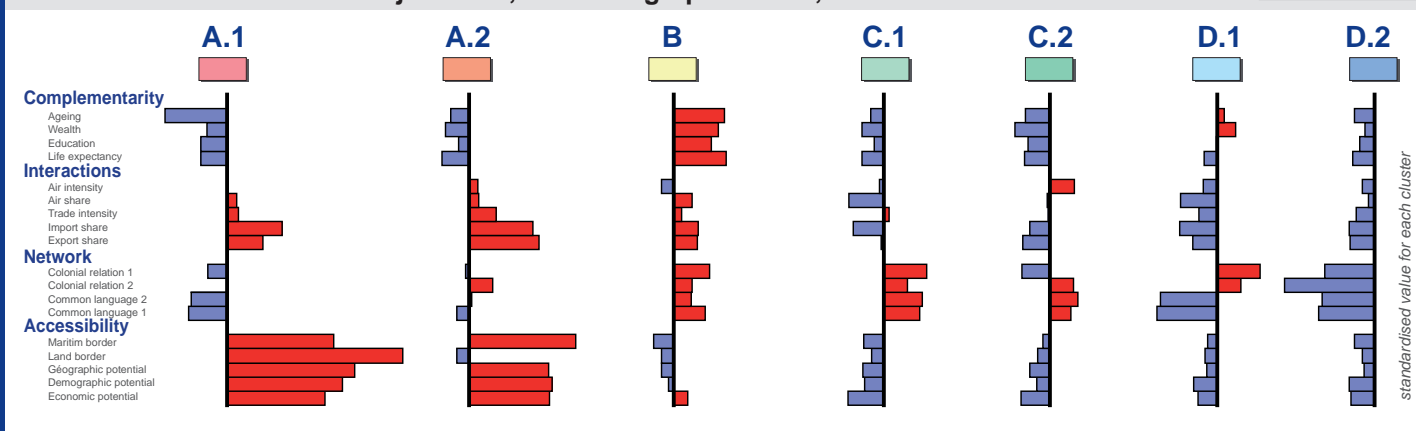 A.1 A.2 B C.1 C.2 D.1 D.2
Complementarity
Ageing
Wealth
Education
Life expectancy
Interactions
Air intensity
Air share
Trade intensity
Import share
Export share
Network
Colonial relation 1
Colonial relation 2
Common language 2
Common language 1
Accessibility
Maritim border
Land border
Géographic potential
Demographic potential
Economic potential
standardised value for each cluster